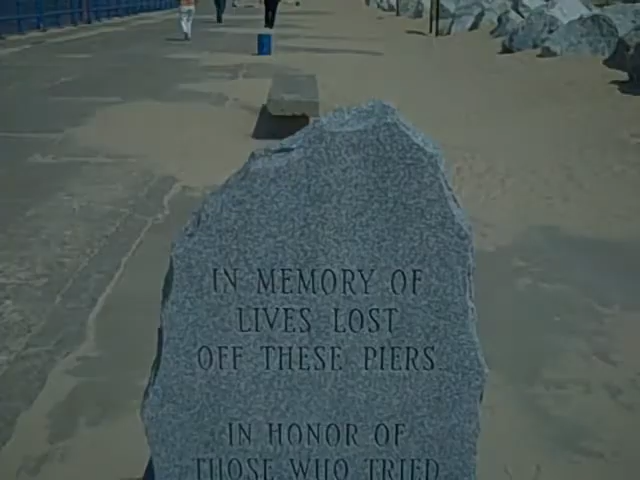 IN MEMORY OF
LIVES LOST
OFF THESE PIERS
IN HONOR OF
THOSE WHO TRIED